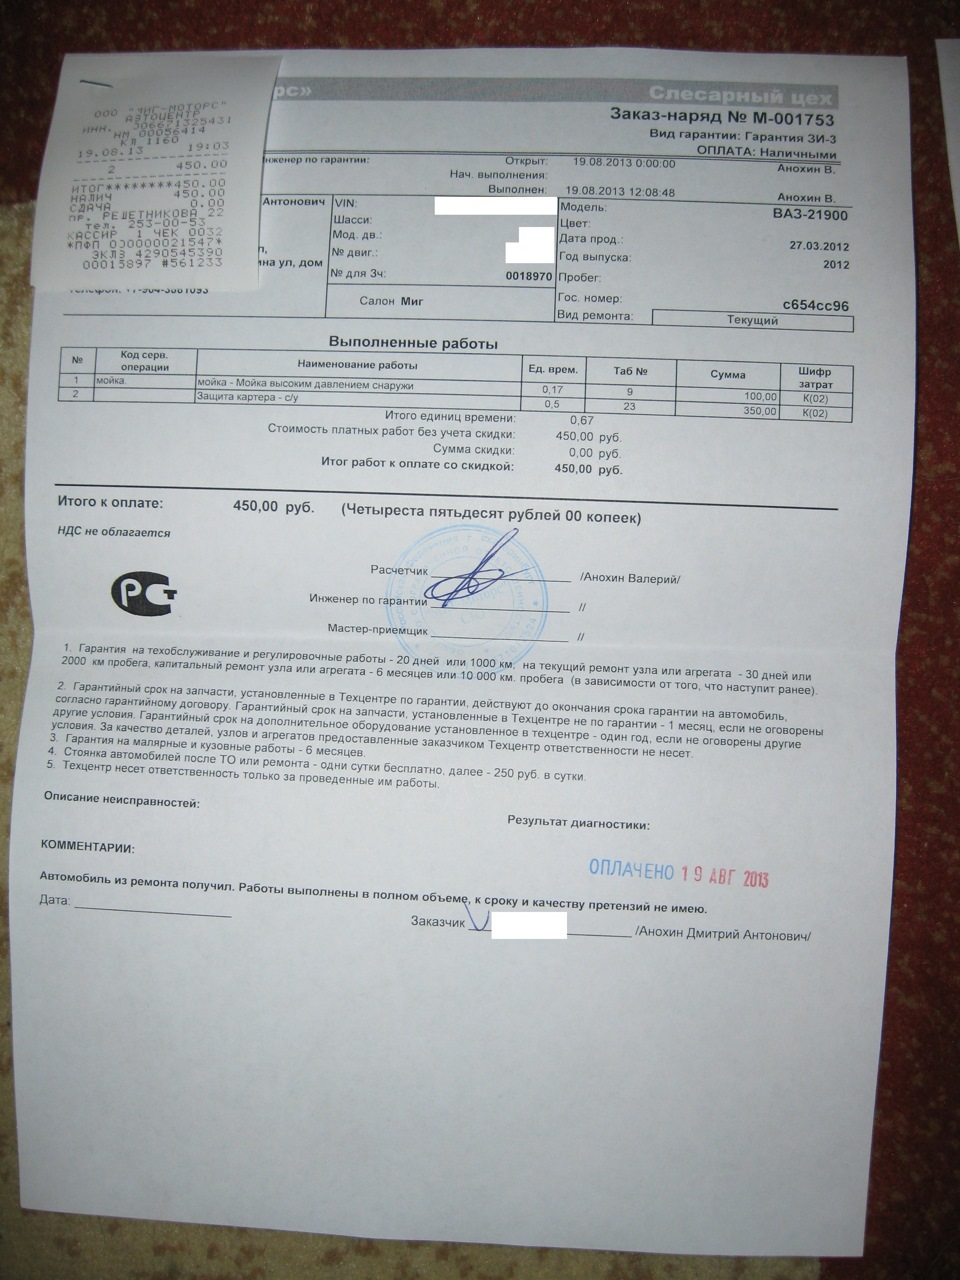 ООО "МИГ-МОТОРС"
АВТОЦЕНТР
ИНН. 306671325431
НМ 00056414
КЛ 1160
19.08.13 19:03
2 450.00
ИТОГ********450.00
НАЛИЧ 450.00
СДАЧА 0.00
пр. РЕШЕТНИКОВА 22
тел. 253-00-53
КАССИР 1 ЧЕК 0032
*ПФП 000000021547*
ЭКЛЗ 4290545390
00015897 #561233
рс» Слесарный цех
Заказ-наряд № М-001753
Вид гарантии: Гарантия ЗИ-3
ОПЛАТА: Наличными
Инженер по гарантии: Открыт: 19.08.2013 0:00:00 Анохин В.
Нач. выполнения:
Выполнен: 19.08.2013 12:08:48 Анохин В.
Антонович VIN: Модель: ВАЗ-21900
Шасси: Цвет:
Мод. дв.: Дата прод.: 27.03.2012
№ двиг.: Год выпуска: 2012
ина ул, дом
№ для Зч: 0018970 Пробег:
Салон Миг Гос. номер: с654сс96
Вид ремонта: Текущий
Выполненные работы
№ Код серв. операции Наименование работы Ед. врем. Таб № Сумма Шифр затрат
1 мойка. мойка - Мойка высоким давлением снаружи 0,17 9 100,00 К(02)
2 Защита картера - с/у 0,5 23 350,00 К(02)
Итого единиц времени: 0,67
Стоимость платных работ без учета скидки: 450,00 руб.
Сумма скидки: 0,00 руб.
Итог работ к оплате со скидкой: 450,00 руб.
Итого к оплате: 450,00 руб. (Четыреста пятьдесят рублей 00 копеек)
НДС не облагается
РСТ
Расчетчик /Анохин Валерий/
Инженер по гарантии //
Мастер-приемщик //
1. Гарантия на техобслуживание и регулировочные работы - 20 дней или 1000 км, на текущий ремонт узла или агрегата - 30 дней или
2000 км пробега, капитальный ремонт узла или агрегата - 6 месяцев или 10 000 км. пробега (в зависимости от того, что наступит ранее).
2. Гарантийный срок на запчасти, установленные в Техцентре по гарантии, действуют до окончания срока гарантии на автомобиль,
согласно гарантийному договору. Гарантийный срок на запчасти, установленные в Техцентре не по гарантии - 1 месяц, если не оговорены
другие условия. Гарантийный срок на дополнительное оборудование установленное в техцентре - один год, если не оговорены другие
условия. За качество деталей, узлов и агрегатов предоставленные заказчиком Техцентр ответственности не несет.
3. Гарантия на малярные и кузовные работы - 6 месяцев.
4. Стоянка автомобилей после ТО или ремонта - одни сутки бесплатно, далее - 250 руб. в сутки.
5. Техцентр несет ответственность только за проведенные им работы.
Описание неисправностей:
Результат диагностики:
КОММЕНТАРИИ:
ОПЛАЧЕНО 19 АВГ 2013
Автомобиль из ремонта получил. Работы выполнены в полном объеме, к сроку и качеству претензий не имею.
Дата:
Заказчик /Анохин Дмитрий Антонович/